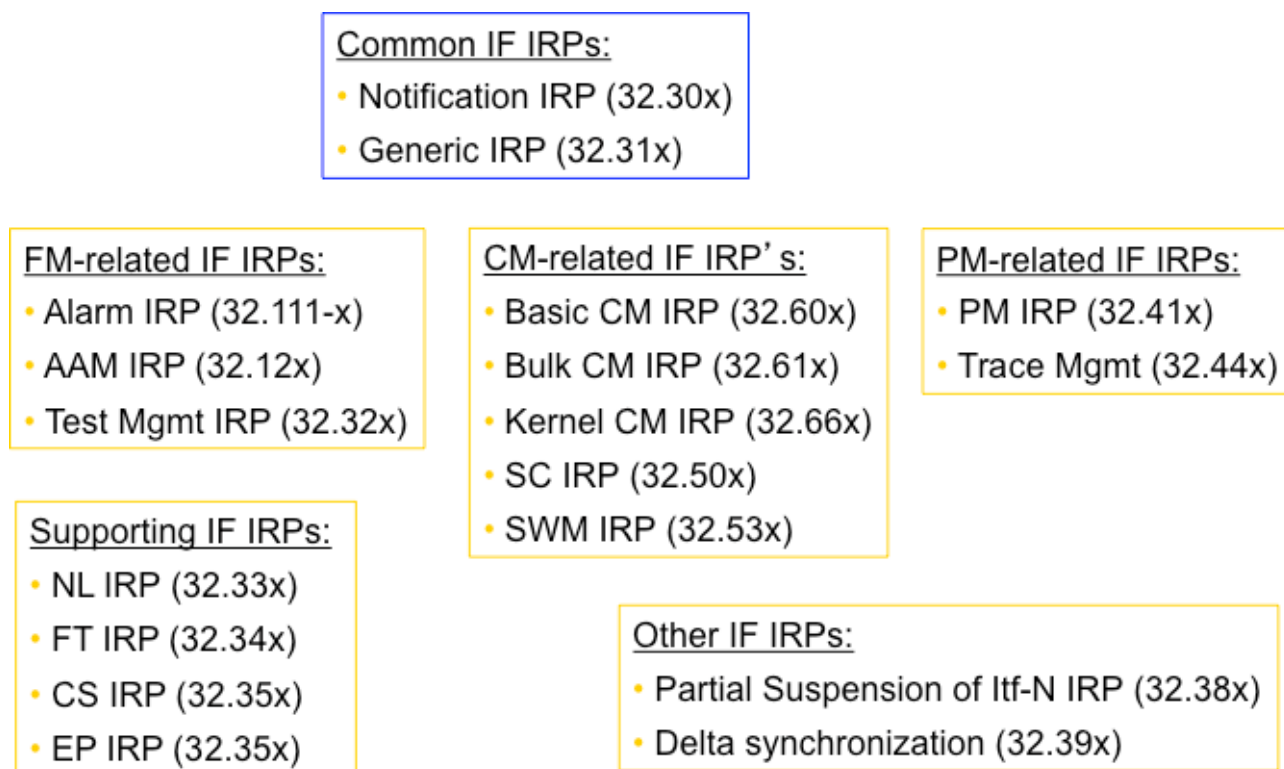 Common IF IRPs:
• Notification IRP (32.30x)
• Generic IRP (32.31x)
FM-related IF IRPs:
• Alarm IRP (32.111-x)
• AAM IRP (32.12x)
• Test Mgmt IRP (32.32x)
CM-related IF IRP’s:
• Basic CM IRP (32.60x)
• Bulk CM IRP (32.61x)
• Kernel CM IRP (32.66x)
• SC IRP (32.50x)
• SWM IRP (32.53x)
PM-related IF IRPs:
• PM IRP (32.41x)
• Trace Mgmt (32.44x)
Supporting IF IRPs:
• NL IRP (32.33x)
• FT IRP (32.34x)
• CS IRP (32.35x)
• EP IRP (32.35x)
Other IF IRPs:
• Partial Suspension of Itf-N IRP (32.38x)
• Delta synchronization (32.39x)